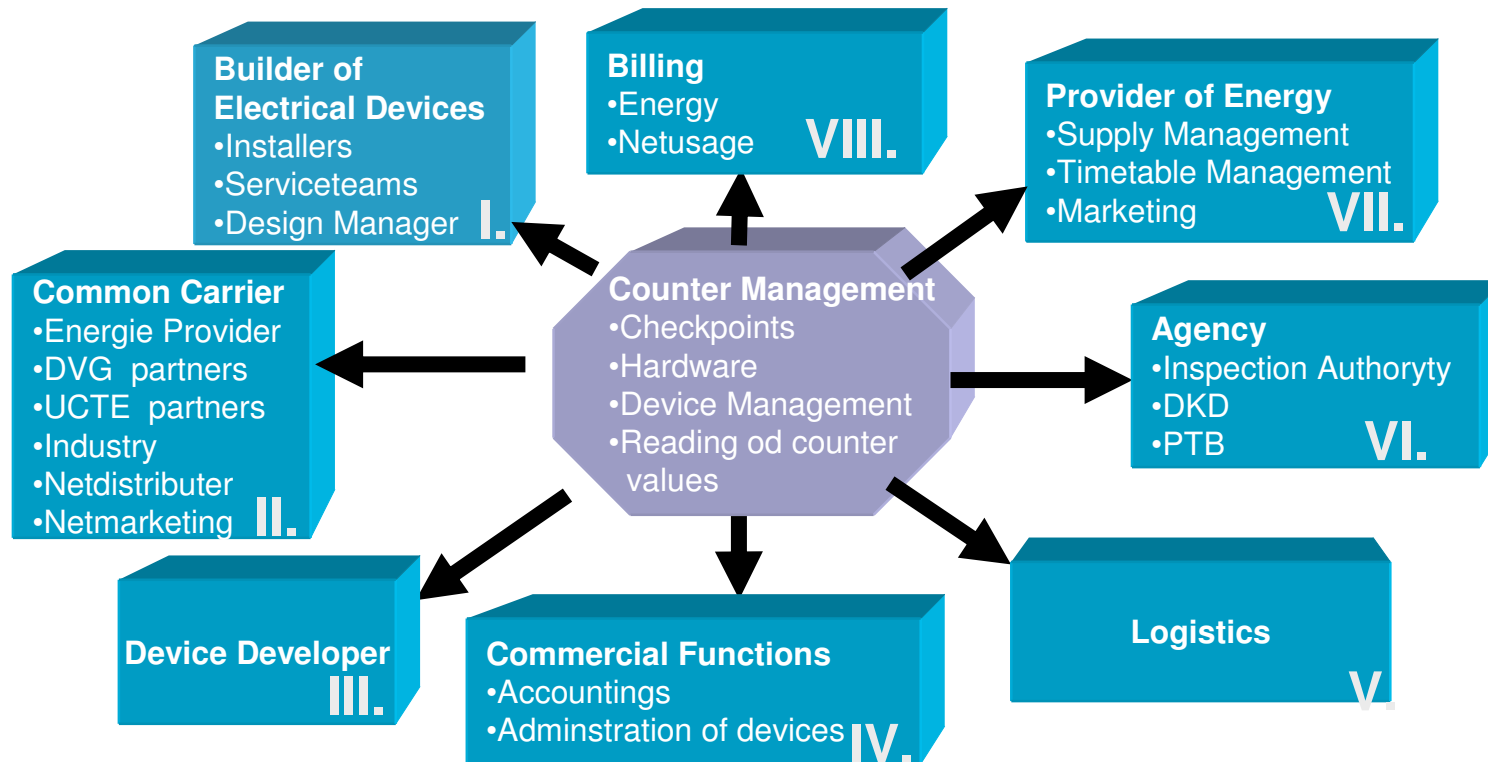 Builder of
Electrical Devices
•Installers
•Serviceteams
•Design Manager
I.
Billing
•Energy
•Netusage
VIII.
Provider of Energy
•Supply Management
•Timetable Management
•Marketing
VII.
Common Carrier
•Energie Provider
•DVG partners
•UCTE partners
•Industry
•Netdistributer
•Netmarketing
II.
Counter Management
•Checkpoints
•Hardware
•Device Management
•Reading od counter
values
Agency
•Inspection Authoryty
•DKD
•PTB
VI.
Device Developer
III.
Commercial Functions
•Accountings
•Adminstration of devices
IV.
Logistics
V.